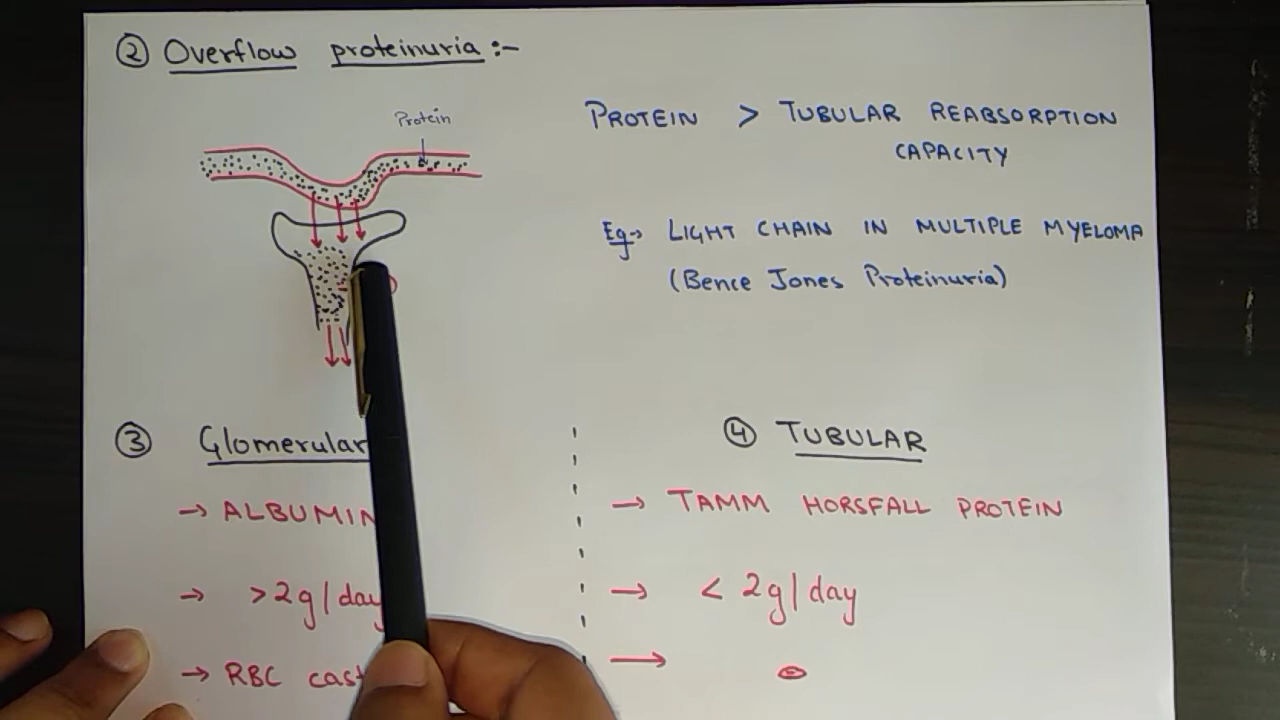 ② Overflow proteinuria :-
Protein
PROTEIN > TUBULAR REABSORPTION
CAPACITY
Eg→ LIGHT CHAIN IN MULTIPLE MYELOMA
(Bence Jones Proteinuria)
③ Glomerular
④ TUBULAR
→ ALBUMIN
→ TAMM HORSFALL PROTEIN
→ >2g/day
→ < 2g/day
→ RBC cast
→